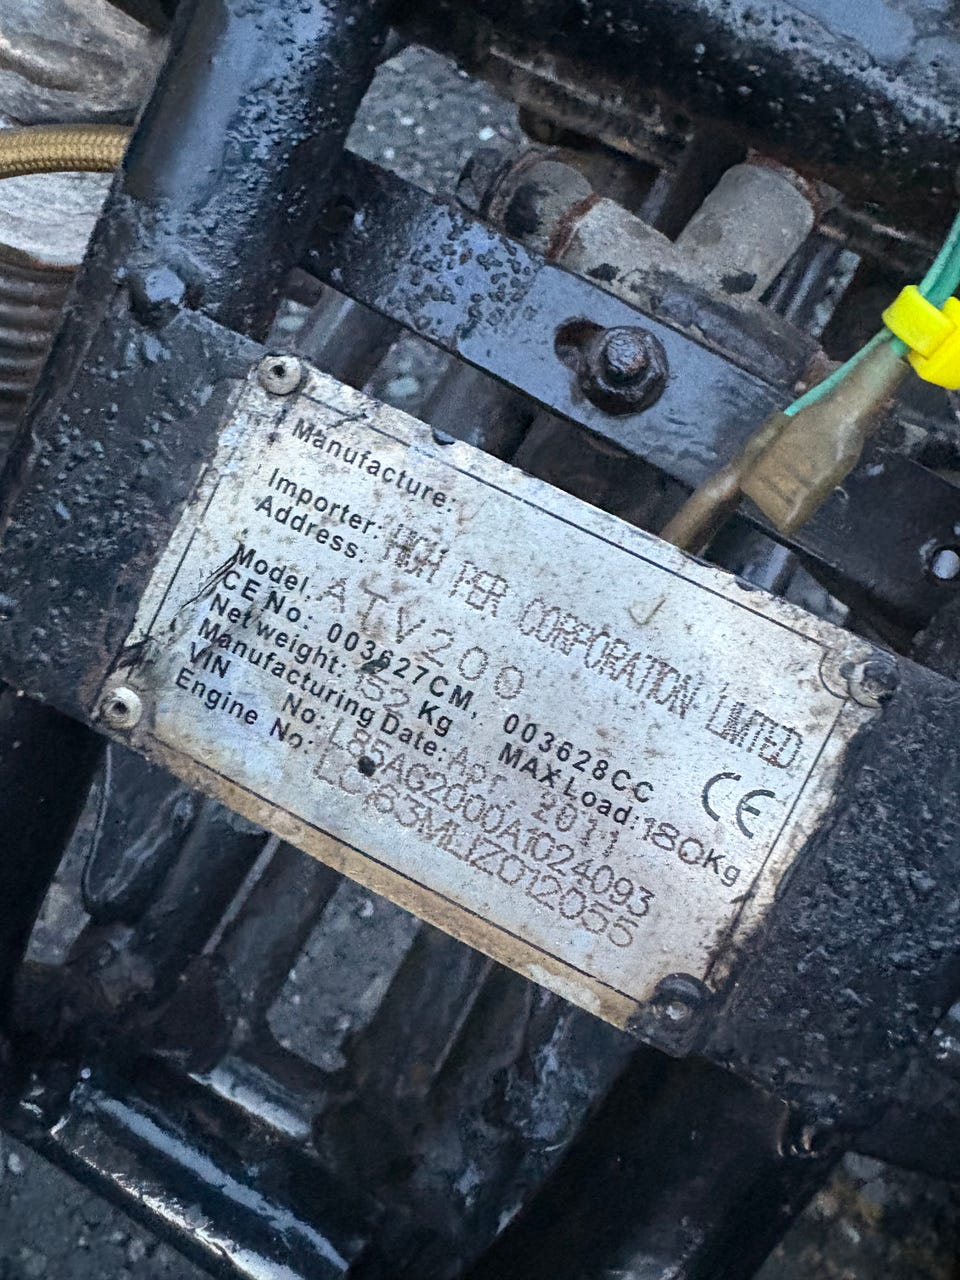 Manufacture:
Importer: HIGH PER CORPORATION LIMITED
Address:
Model. ATV200
CE No: 003627CM, 003628CC
Net weight: 152 Kg MAX Load: 180Kg
Manufacturing Date: Apr. 2011
VIN No: L85AG2000A1024093
Engine No:
CE